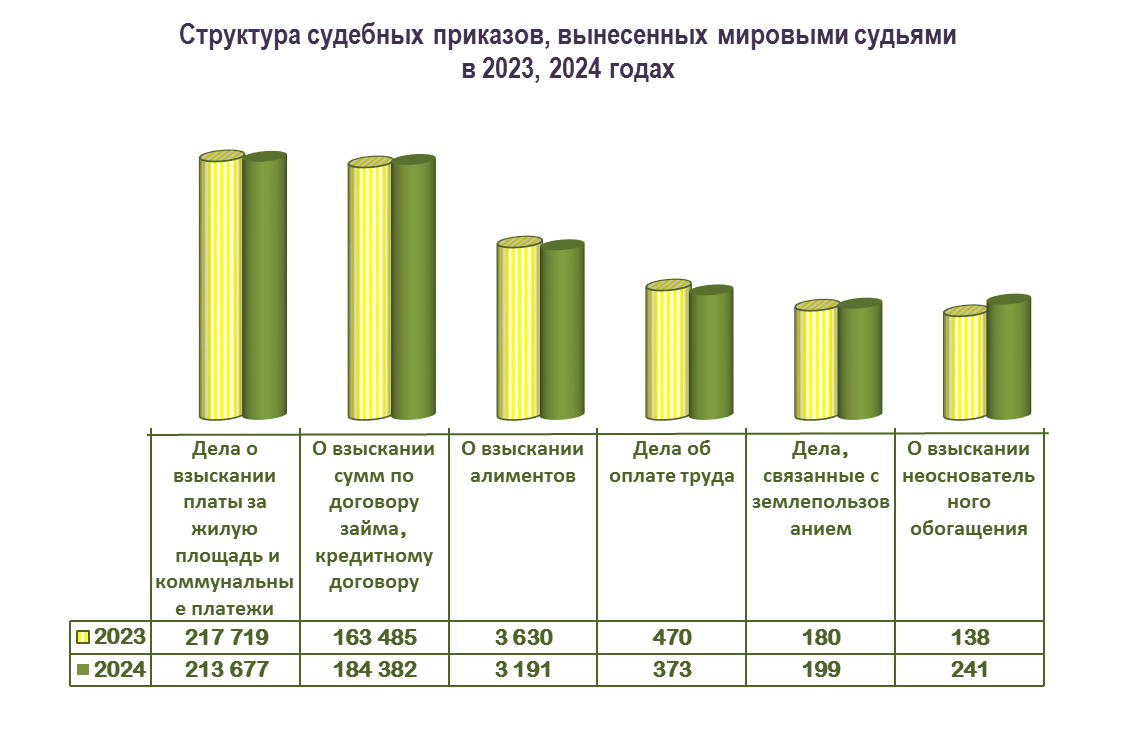 Структура судебных приказов, вынесенных мировыми судьями
в 2023, 2024 годах
Дела о
взыскании
платы за
жилую
площадь и
коммунальны
е платежи
О взыскании
сумм по
договору
займа,
кредитному
договору
О взыскании
алиментов
Дела об
оплате труда
Дела,
связанные с
землепользов
анием
О взыскании
неосновательн
ного
обогащения
2023 217 719 163 485 3 630 470 180 138
2024 213 677 184 382 3 191 373 199 241